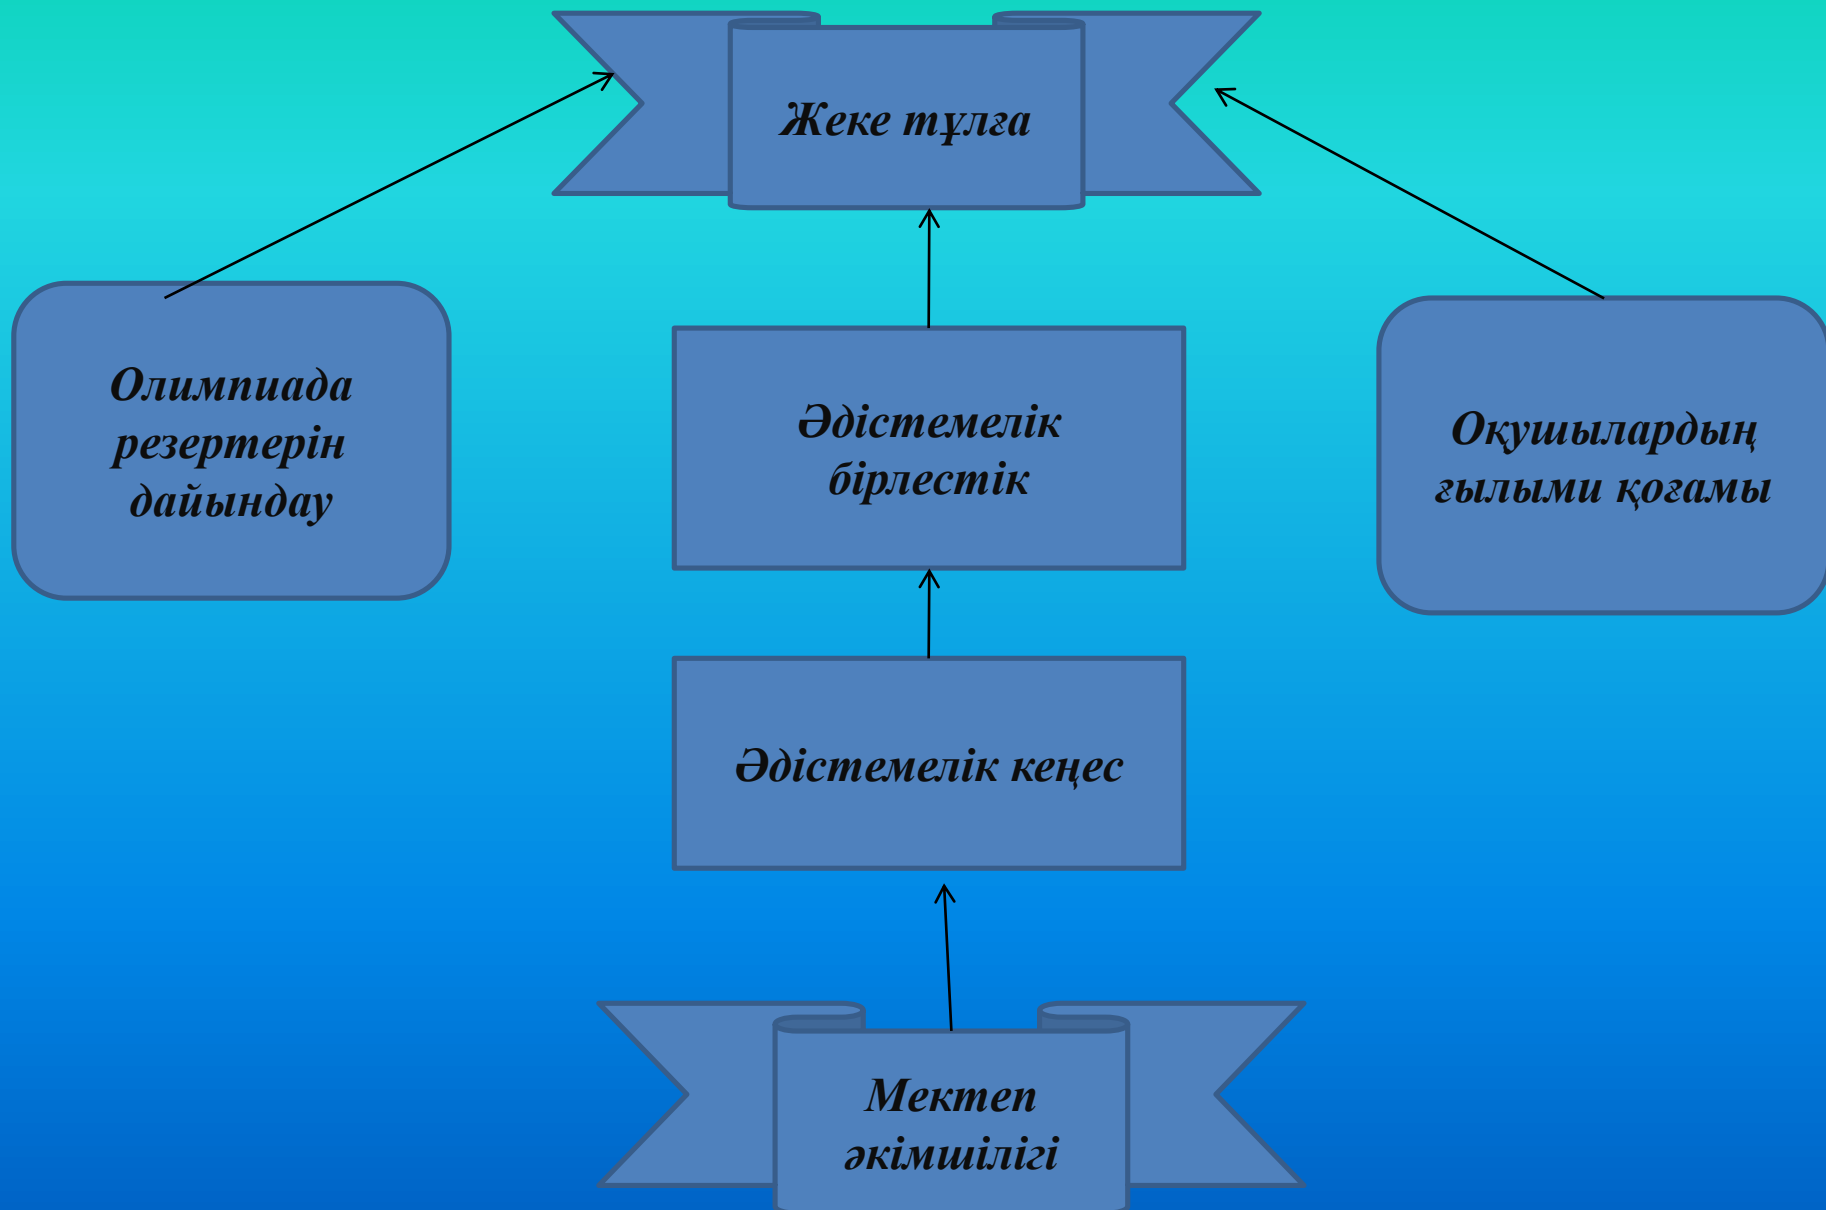 Жеке тұлға
Олимпиада
резертерін
дайындау
Әдістемелік
бірлестік
Оқушылардың
ғылыми қоғамы
Әдістемелік кеңес
Мектеп
әкімшілігі